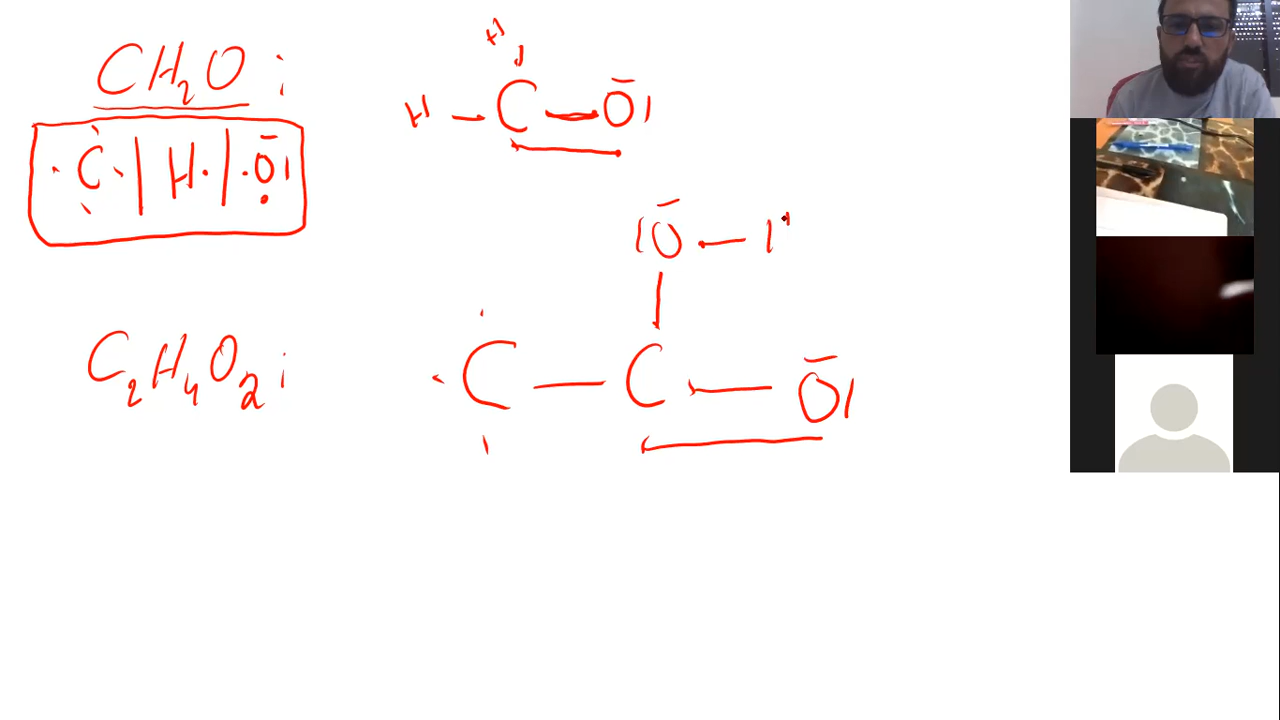 CH₂O ;
·C· | H· | ·O̅|
H
H — C — O̅|
|O̅ — H
C₂H₄O₂ ;
C — C — O̅|